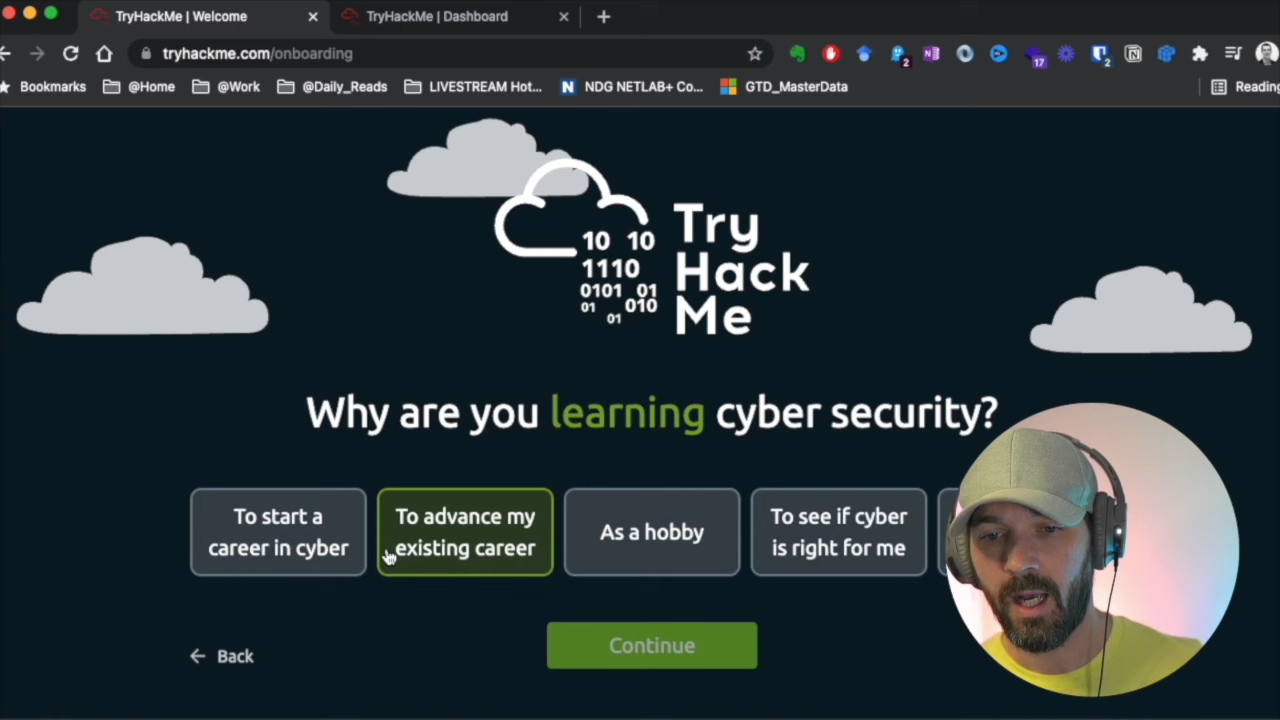 TryHackMe | Welcome
TryHackMe | Dashboard
tryhackme.com/onboarding
2
17
2
Bookmarks @Home @Work @Daily_Reads LIVESTREAM Hot... N NDG NETLAB+ Co... GTD_MasterData Reading
10 10
1110
0101 01
01 010
01
Try
Hack
Me
Why are you learning cyber security?
To start a
career in cyber
To advance my
existing career
As a hobby
To see if cyber
is right for me
Back
Continue